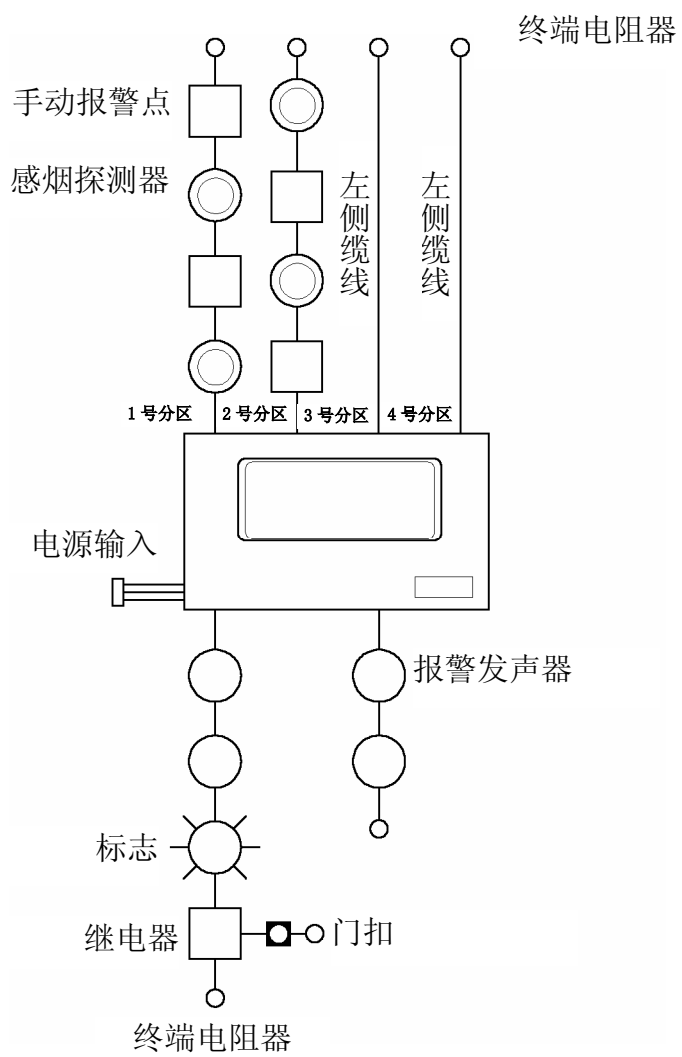 终端电阻器
手动报警点
感烟探测器
左侧缆线
左侧缆线
1号分区 2号分区 3号分区 4号分区
电源输入
报警发声器
标志
继电器
门扣
终端电阻器